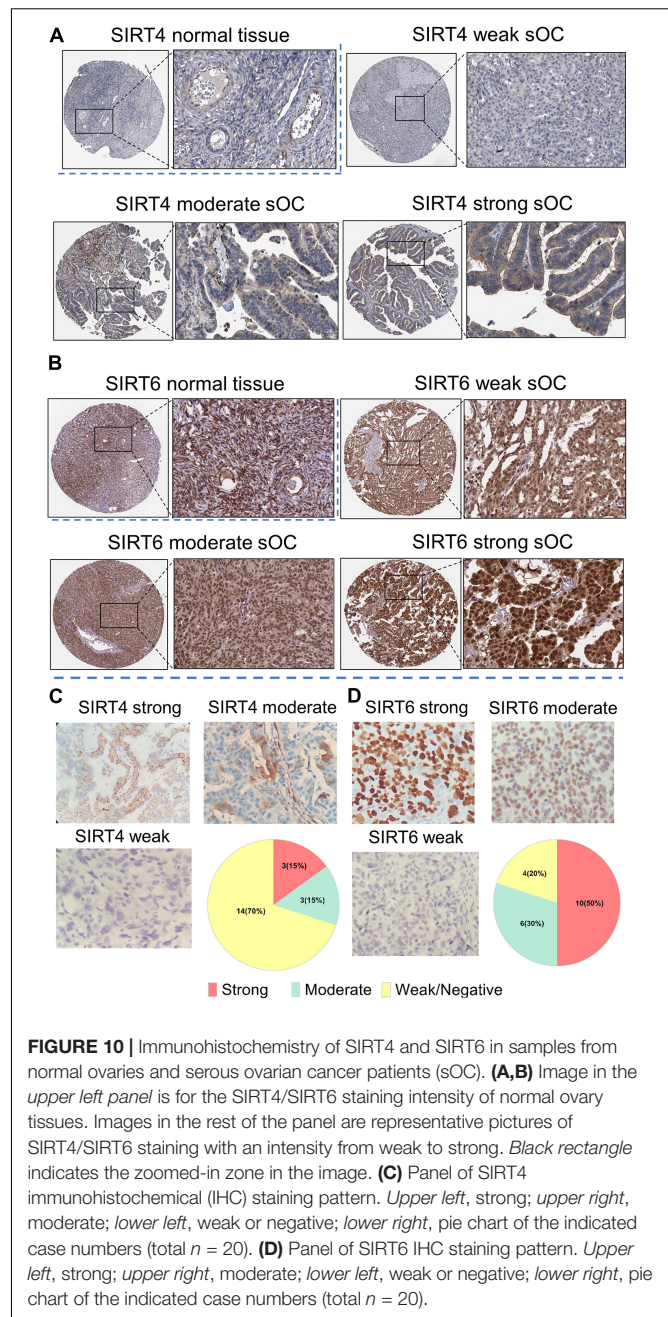 A
SIRT4 normal tissue
SIRT4 weak sOC
SIRT4 moderate sOC
SIRT4 strong sOC
B
SIRT6 normal tissue
SIRT6 weak sOC
SIRT6 moderate sOC
SIRT6 strong sOC
C
SIRT4 strong
SIRT4 moderate
D
SIRT6 strong
SIRT6 moderate
SIRT4 weak
3(15%)
3(15%)
14(70%)
SIRT6 weak
4(20%)
10(50%)
6(30%)
Strong
Moderate
Weak/Negative
FIGURE 10 | Immunohistochemistry of SIRT4 and SIRT6 in samples from
normal ovaries and serous ovarian cancer patients (sOC). (A,B) Image in the
upper left panel is for the SIRT4/SIRT6 staining intensity of normal ovary
tissues. Images in the rest of the panel are representative pictures of
SIRT4/SIRT6 staining with an intensity from weak to strong. Black rectangle
indicates the zoomed-in zone in the image. (C) Panel of SIRT4
immunohistochemical (IHC) staining pattern. Upper left, strong; upper right,
moderate; lower left, weak or negative; lower right, pie chart of the indicated
case numbers (total n = 20). (D) Panel of SIRT6 IHC staining pattern. Upper
left, strong; upper right, moderate; lower left, weak or negative; lower right, pie
chart of the indicated case numbers (total n = 20).